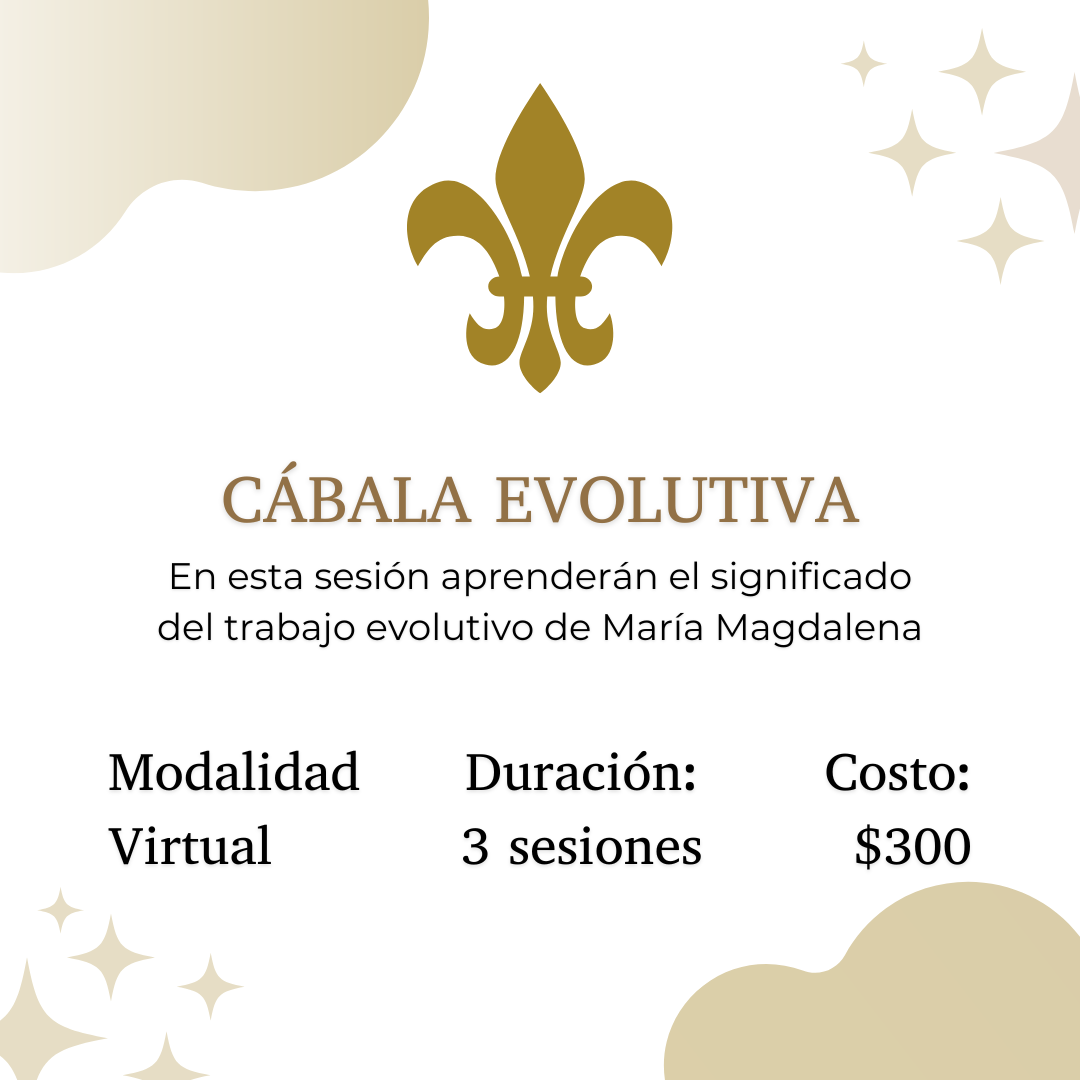 CÁBALA EVOLUTIVA
En esta sesión aprenderán el significado
del trabajo evolutivo de María Magdalena
Modalidad
Virtual
Duración:
3 sesiones
Costo:
$300